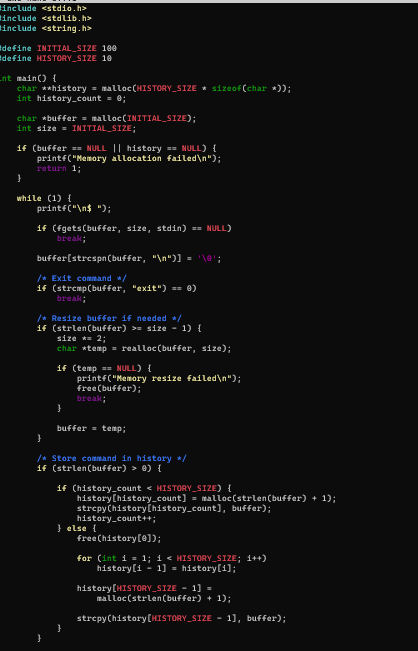 #include <stdio.h>
#include <stdlib.h>
#include <string.h>

#define INITIAL_SIZE 100
#define HISTORY_SIZE 10

int main() {
    char **history = malloc(HISTORY_SIZE * sizeof(char *));
    int history_count = 0;

    char *buffer = malloc(INITIAL_SIZE);
    int size = INITIAL_SIZE;

    if (buffer == NULL || history == NULL) {
        printf("Memory allocation failed\n");
        return 1;
    }

    while (1) {
        printf("\n$ ");

        if (fgets(buffer, size, stdin) == NULL)
            break;

        buffer[strcspn(buffer, "\n")] = '\0';

        /* Exit command */
        if (strcmp(buffer, "exit") == 0)
            break;

        /* Resize buffer if needed */
        if (strlen(buffer) >= size - 1) {
            size *= 2;
            char *temp = realloc(buffer, size);

            if (temp == NULL) {
                printf("Memory resize failed\n");
                free(buffer);
                break;
            }

            buffer = temp;
        }

        /* Store command in history */
        if (strlen(buffer) > 0) {

            if (history_count < HISTORY_SIZE) {
                history[history_count] = malloc(strlen(buffer) + 1);
                strcpy(history[history_count], buffer);
                history_count++;
            } else {
                free(history[0]);

                for (int i = 1; i < HISTORY_SIZE; i++)
                    history[i - 1] = history[i];

                history[HISTORY_SIZE - 1] =
                    malloc(strlen(buffer) + 1);

                strcpy(history[HISTORY_SIZE - 1], buffer);
            }
        }